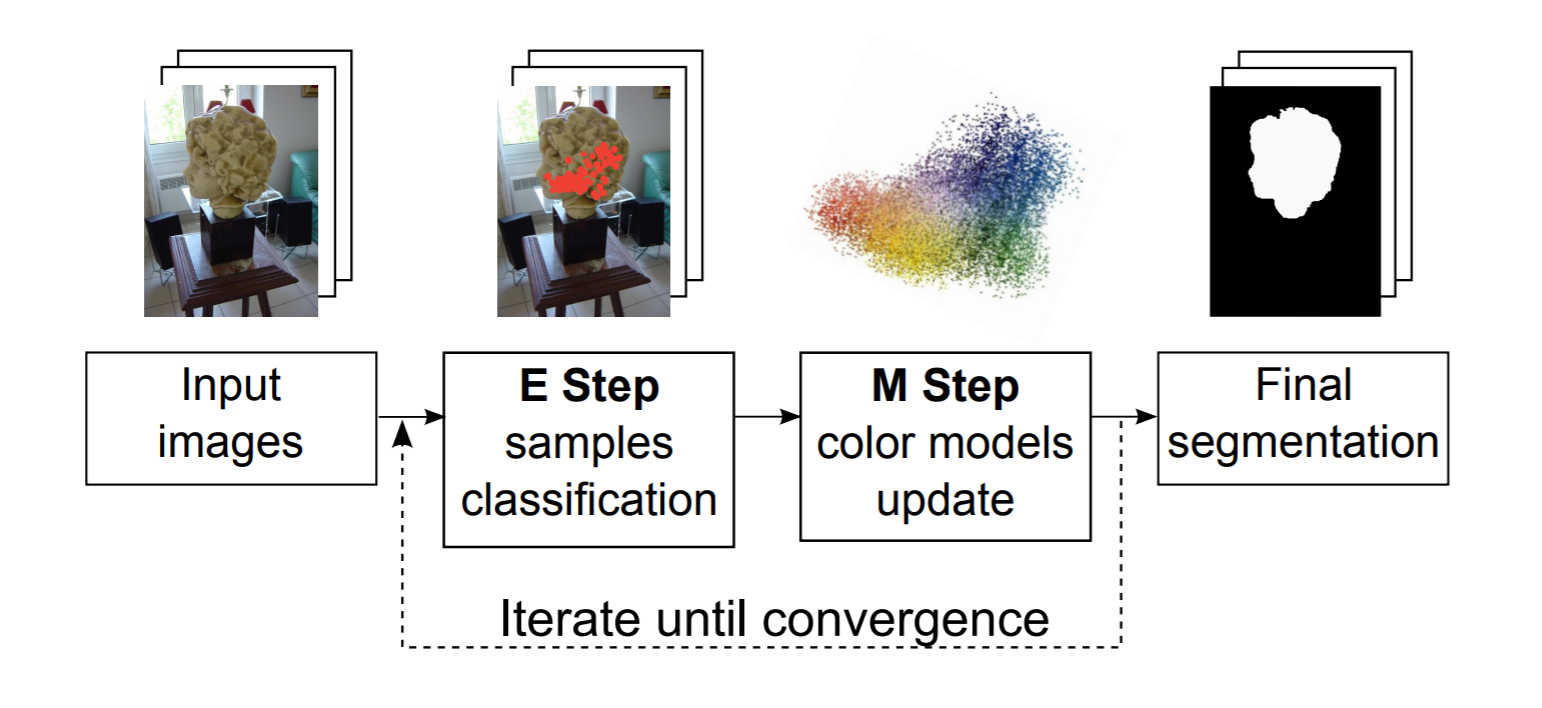 Input
images
E Step
samples
classification
M Step
color models
update
Final
segmentation
Iterate until convergence